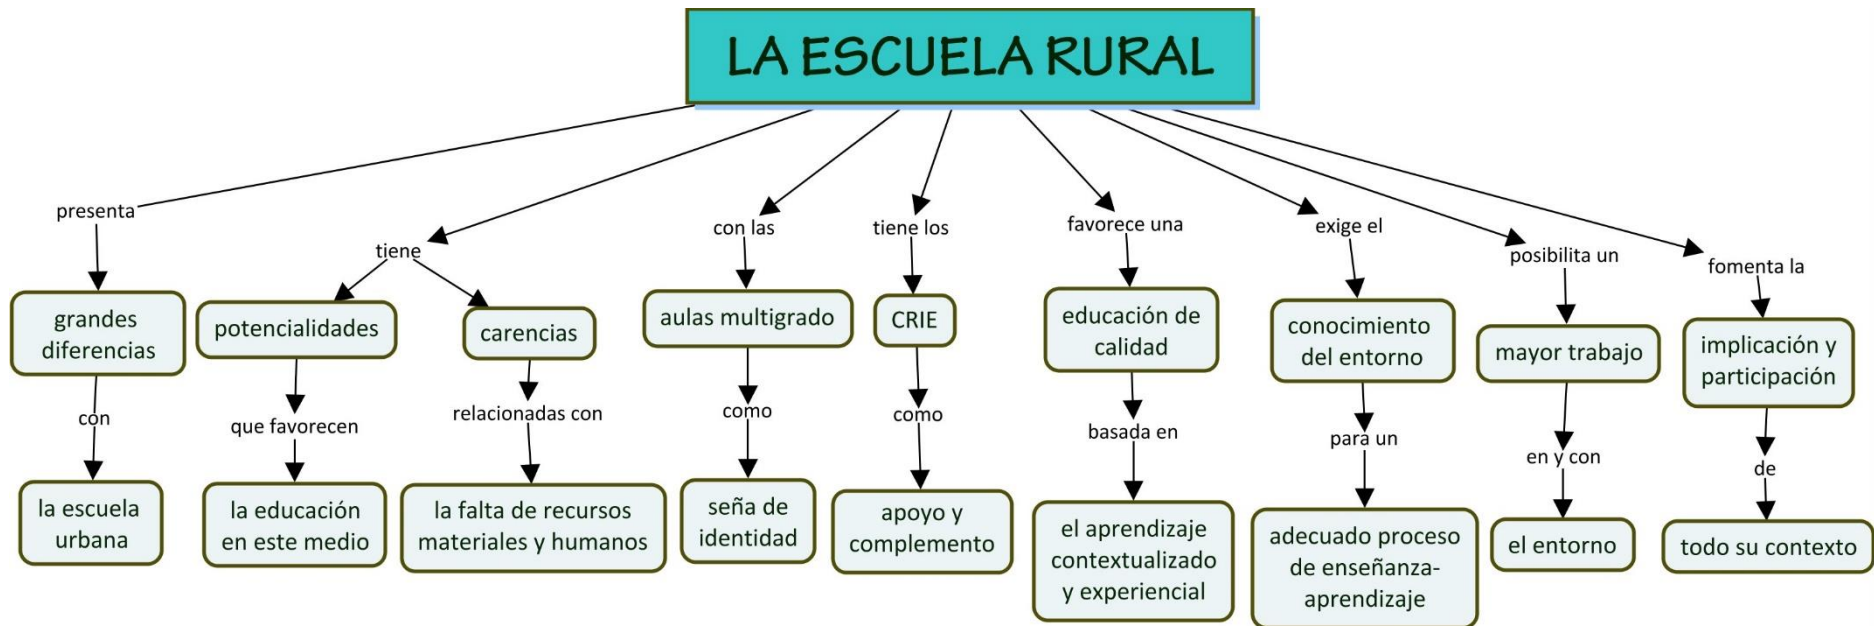 LA ESCUELA RURAL
presenta
grandes
diferencias
con
la escuela
urbana
tiene
potencialidades
que favorecen
la educación
en este medio
carencias
relacionadas con
la falta de recursos
materiales y humanos
con las
aulas multigrado
como
seña de
identidad
tiene los
CRIE
como
apoyo y
complemento
favorece una
educación de
calidad
basada en
el aprendizaje
contextualizado
y experiencial
exige el
conocimiento
del entorno
para un
adecuado proceso
de enseñanza-
aprendizaje
posibilita un
mayor trabajo
en y con
el entorno
fomenta la
implicación y
participación
de
todo su contexto